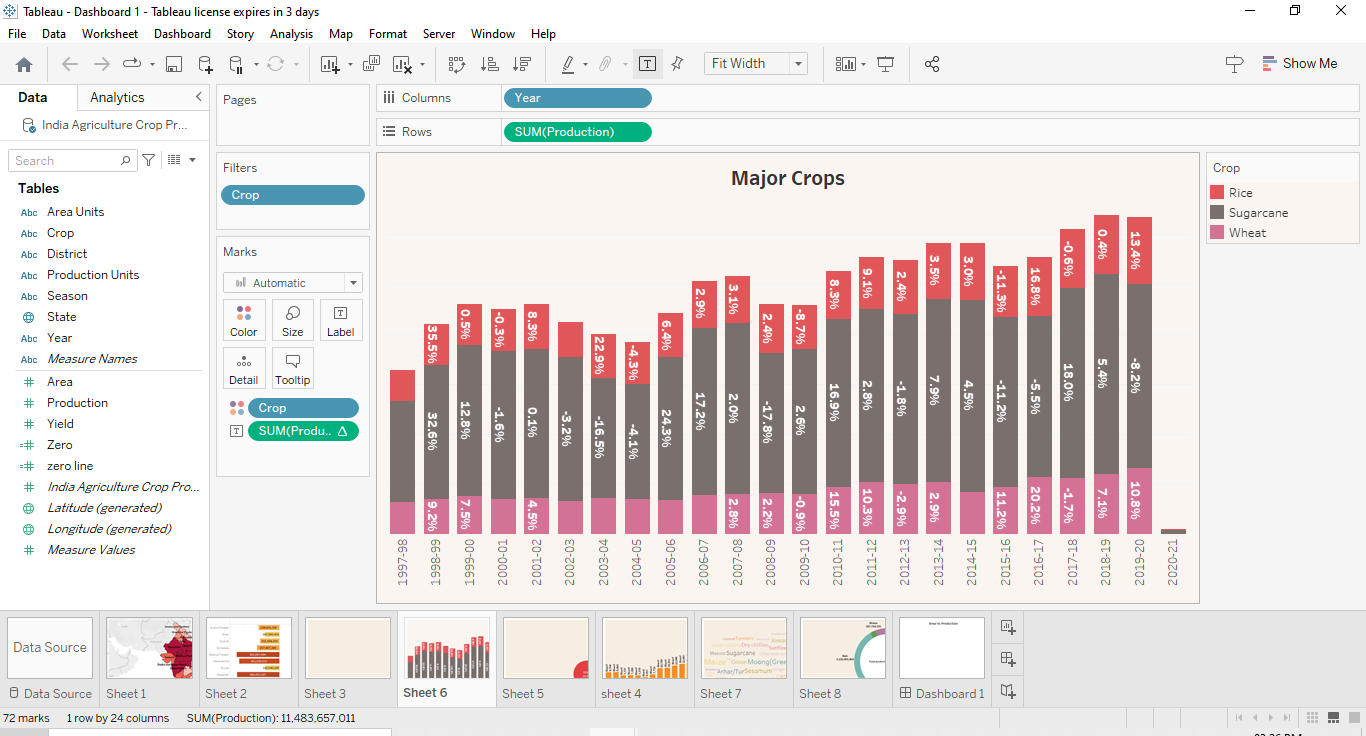 Tableau - Dashboard 1 - Tableau license expires in 3 days
File Data Worksheet Dashboard Story Analysis Map Format Server Window Help
Fit Width
Show Me
Data Analytics
India Agriculture Crop Pr...
Search
Tables
Abc Area Units
Abc Crop
Abc District
Abc Production Units
Abc Season
State
Abc Year
Abc Measure Names
Area
Production
Yield
Zero
zero line
India Agriculture Crop Pro...
Latitude (generated)
Longitude (generated)
Measure Values
Pages
Filters
Crop
Marks
Automatic
Color Size Label
Detail Tooltip
Crop
SUM(Produ.. Δ
Columns Year
Rows SUM(Production)
Major Crops
35.5% 0.5% -0.3% 8.3% 22.9% -4.3% 6.4% 2.9% 3.1% 2.4% -8.7% 8.3% 9.1% 2.4% 3.5% 3.0% -11.3% 16.8% -0.6% 0.4% 13.4%
32.6% 12.8% -1.6% 0.1% -3.2% -16.5% -4.1% 24.3% 17.2% 2.0% -17.8% 2.6% 16.9% 2.8% -1.8% 7.9% 4.5% -11.2% -5.5% 18.0% 5.4% -8.2%
9.2% 7.5% 4.5% 2.8% 2.2% -0.9% 15.5% 10.3% -2.9% 2.9% 11.2% 20.2% -1.7% 7.1% 10.8%
1997-98 1998-99 1999-00 2000-01 2001-02 2002-03 2003-04 2004-05 2005-06 2006-07 2007-08 2008-09 2009-10 2010-11 2011-12 2012-13 2013-14 2014-15 2015-16 2016-17 2017-18 2018-19 2019-20 2020-21
Crop
Rice
Sugarcane
Wheat
Data Source
Data Source Sheet 1 Sheet 2 Sheet 3 Sheet 6 Sheet 5 sheet 4 Sheet 7 Sheet 8 Dashboard 1
72 marks 1 row by 24 columns SUM(Production): 11,483,657,011